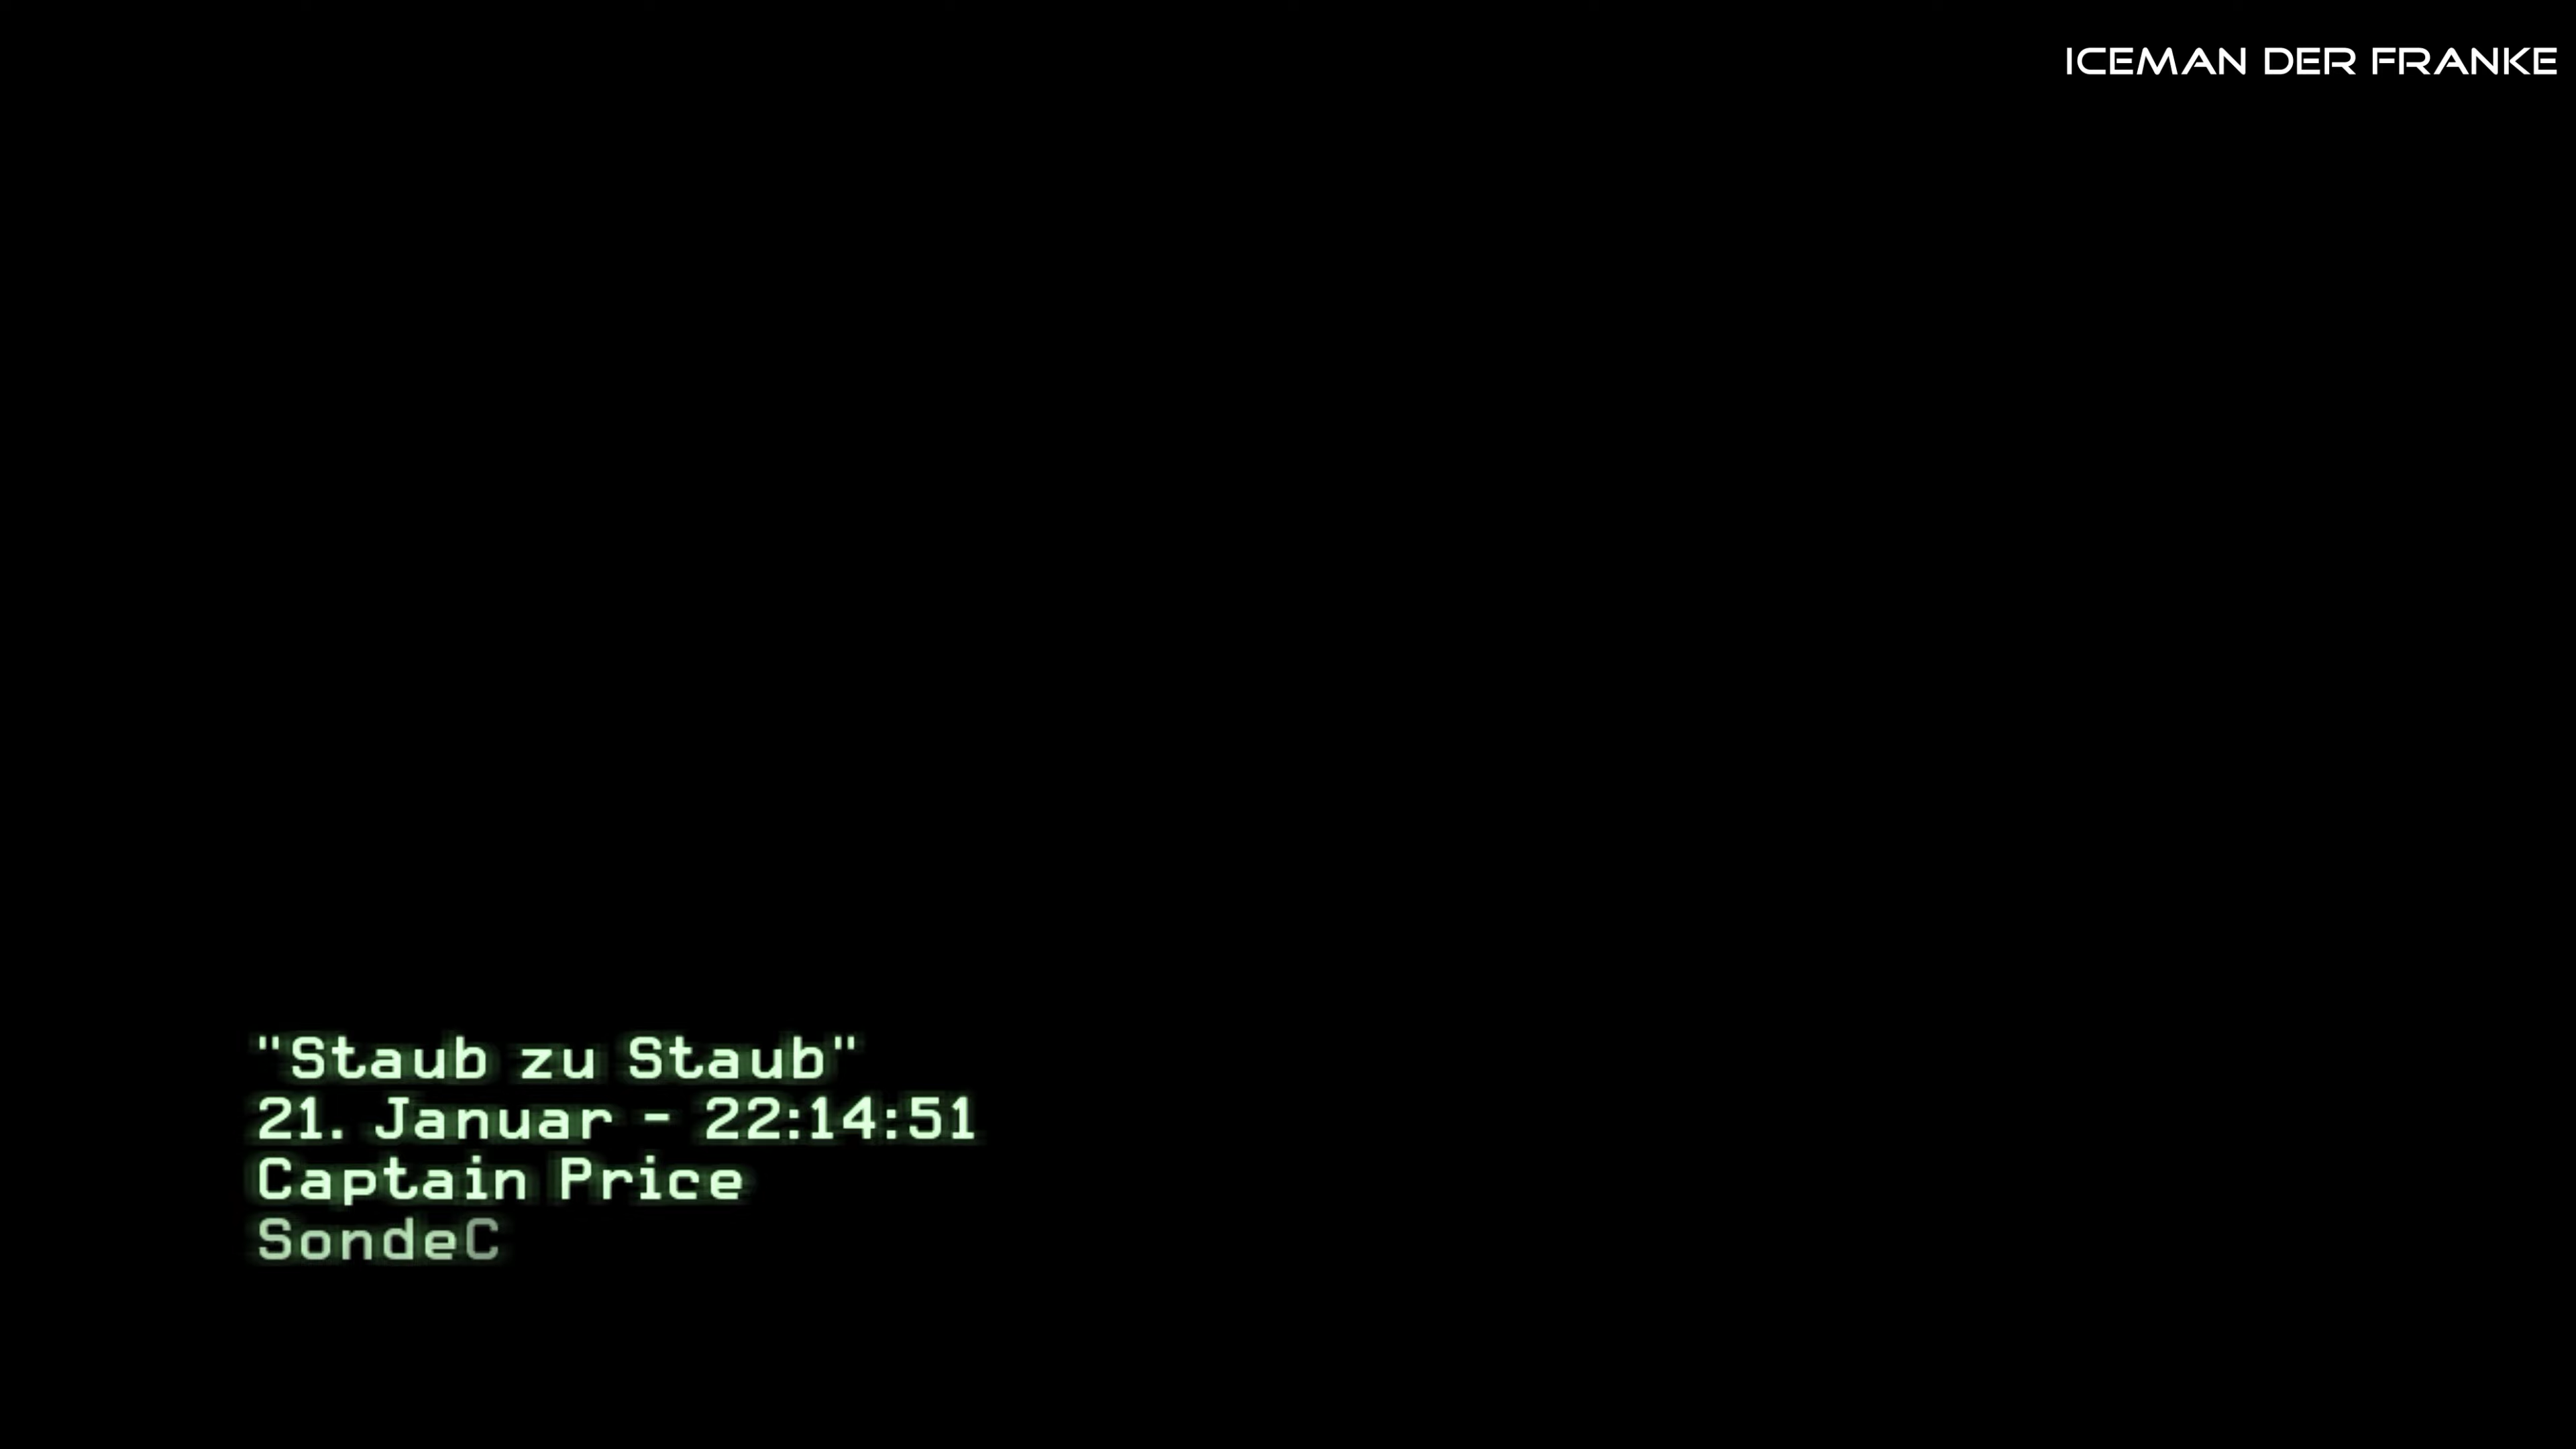 ICEMAN DER FRANKE
"Staub zu Staub"
21. Januar - 22:14:51
Captain Price
SondeC